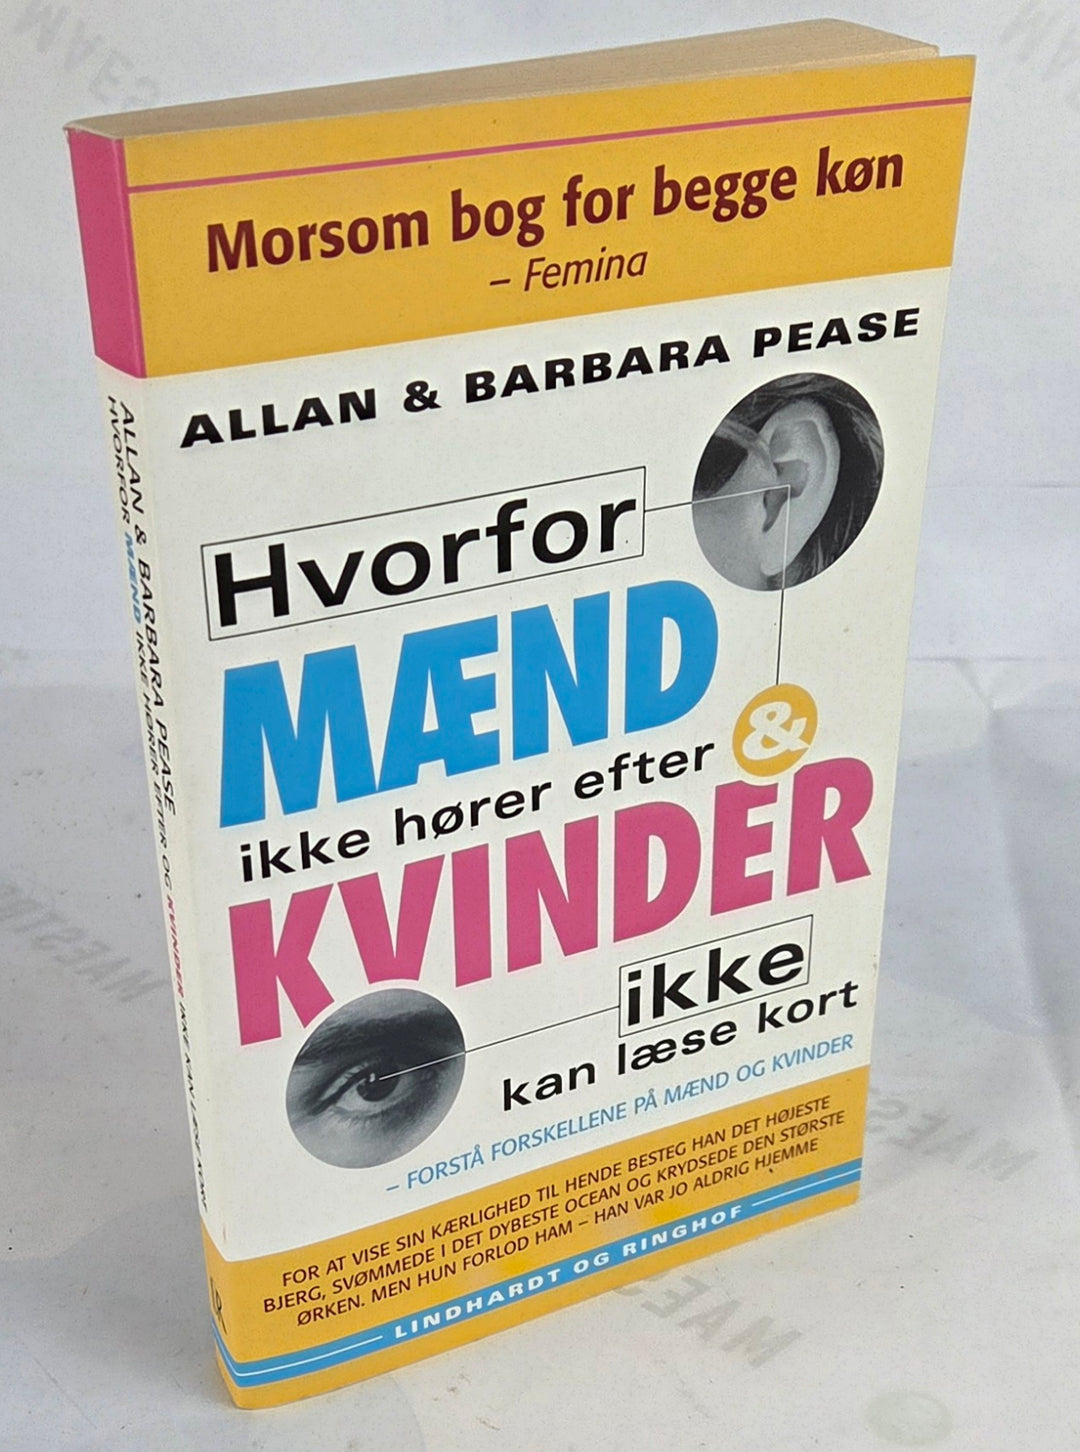 Morsom bog for begge køn
– Femina
ALLAN & BARBARA PEASE
Hvorfor
MÆND
ikke hører efter &
KVINDER
ikke
kan læse kort
– FORSTÅ FORSKELLENE PÅ MÆND OG KVINDER
FOR AT VISE SIN KÆRLIGHED TIL HENDE BESTEG HAN DET HØJESTE
BJERG, SVØMMEDE I DET DYBESTE OCEAN OG KRYDSEDE DEN STØRSTE
ØRKEN. MEN HUN FORLOD HAM – HAN VAR JO ALDRIG HJEMME
LINDHARDT OG RINGHOF
ALLAN & BARBARA PEASE
HVORFOR MÆND IKKE HØRER EFTER OG KVINDER IKKE KAN LÆSE KORT